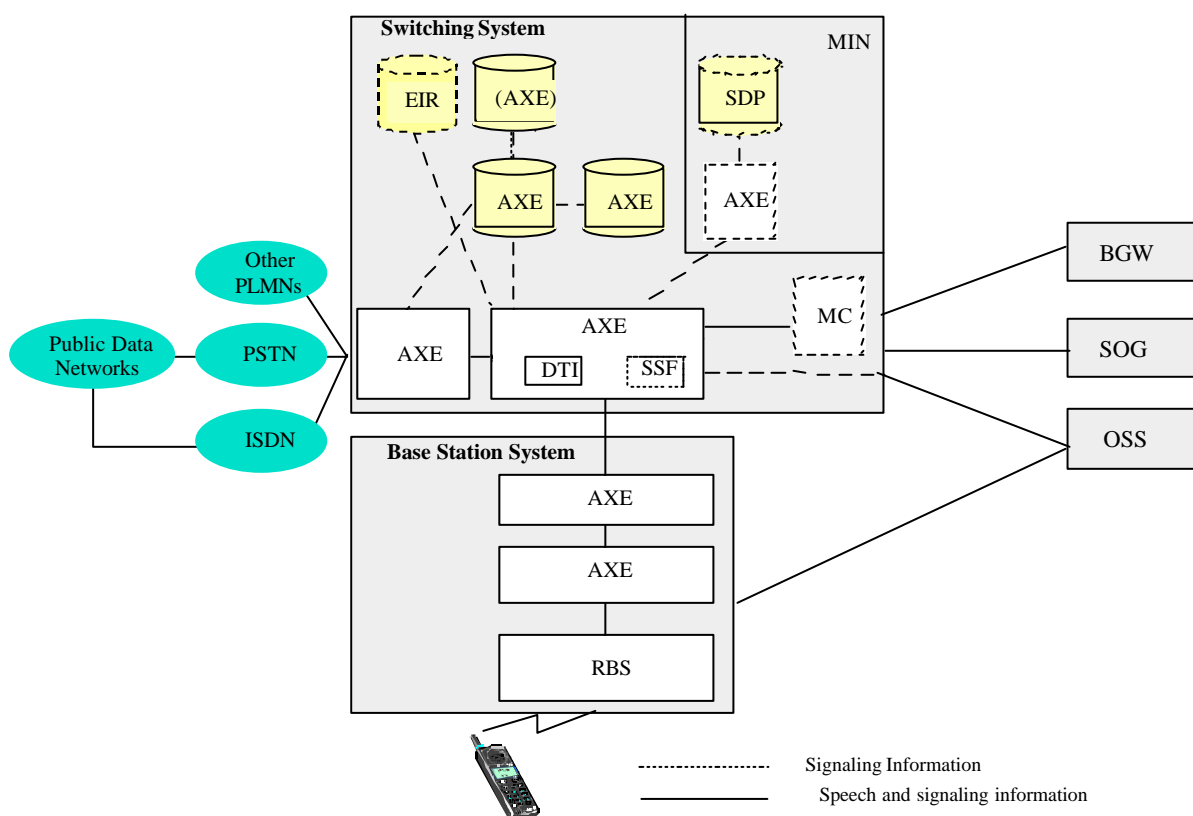 Switching System
MIN
EIR
(AXE)
SDP
AXE
AXE
AXE
Other
PLMNs
Public Data
Networks
PSTN
ISDN
AXE
AXE
DTI
SSF
MC
BGW
SOG
OSS
Base Station System
AXE
AXE
RBS
Signaling Information
Speech and signaling information